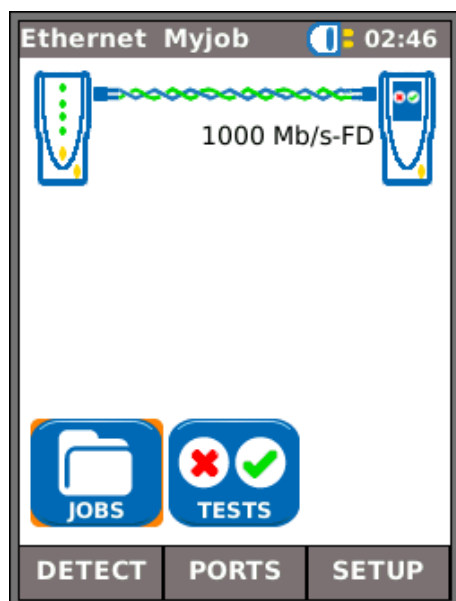 Ethernet Myjob 02:46
1000 Mb/s-FD
JOBS TESTS
DETECT PORTS SETUP